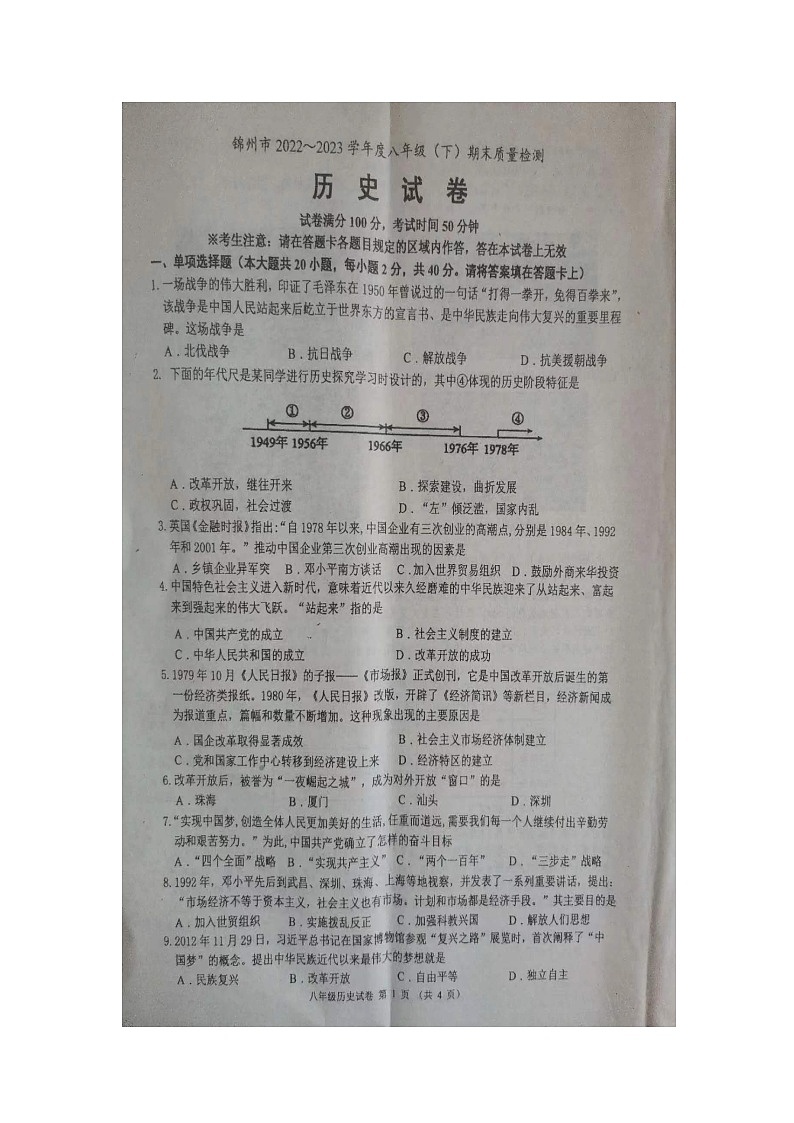 锦州市2022～2023学年度八年级（下）期末质量检测
历 史 试 卷
试卷满分100分，考试时间50分钟
※考生注意：请在答题卡各题目规定的区域内作答，答在本试卷上无效
一、单项选择题（本大题共20小题，每小题2分，共40分。请将答案填在答题卡上）
1.一场战争的伟大胜利，印证了毛泽东在1950年曾说过的一句话“打得一拳开，免得百拳来”，
该战争是中国人民站起来后屹立于世界东方的宣言书、是中华民族走向伟大复兴的重要里程
碑。这场战争是
A．北伐战争 B．抗日战争 C．解放战争 D．抗美援朝战争
2. 下面的年代尺是某同学进行历史探究学习时设计的，其中④体现的历史阶段特征是
① ② ③ ④
1949年 1956年 1966年 1976年 1978年
A．改革开放，继往开来 B．探索建设，曲折发展
C．政权巩固，社会过渡 D．“左”倾泛滥，国家内乱
3.英国《金融时报》指出：“自1978年以来，中国企业有三次创业的高潮点，分别是1984年、1992
年和2001年。”推动中国企业第三次创业高潮出现的因素是
A．乡镇企业异军突 B．邓小平南方谈话 C．加入世界贸易组织 D．鼓励外商来华投资
4.中国特色社会主义进入新时代，意味着近代以来久经磨难的中华民族迎来了从站起来、富起
来到强起来的伟大飞跃。“站起来”指的是
A．中国共产党的成立 B．社会主义制度的建立
C．中华人民共和国的成立 D．改革开放的成功
5.1979年10月《人民日报》的子报——《市场报》正式创刊，它是中国改革开放后诞生的第
一份经济类报纸。1980年，《人民日报》改版，开辟了《经济简讯》等新栏目，经济新闻成
为报道重点，篇幅和数量不断增加。这种现象出现的主要原因是
A．国企改革取得显著成效 B．社会主义市场经济体制建立
C．党和国家工作中心转移到经济建设上来 D．经济特区的建立
6.改革开放后，被誉为“一夜崛起之城”，成为对外开放“窗口”的是
A．珠海 B．厦门 C．汕头 D．深圳
7.“实现中国梦，创造全体人民更加美好的生活，任重而道远，需要我们每一个人继续付出辛勤劳
动和艰苦努力。”为此，中国共产党确立了怎样的奋斗目标
A．“四个全面”战略 B．“实现共产主义” C．“两个一百年” D．“三步走”战略
8.1992年，邓小平先后到武昌、深圳、珠海、上海等地视察，并发表了一系列重要讲话，提出：
“市场经济不等于资本主义，社会主义也有市场。计划和市场都是经济手段。”其主要目的是
A．加入世贸组织 B．实施拨乱反正 C．加强科教兴国 D．解放人们思想
9.2012年11月29日，习近平总书记在国家博物馆参观“复兴之路”展览时，首次阐释了“中
国梦”的概念。提出中华民族近代以来最伟大的梦想就是
A．民族复兴 B．改革开放 C．自由平等 D．独立自主
八年级历史试卷 第 1 页 （共 4 页）